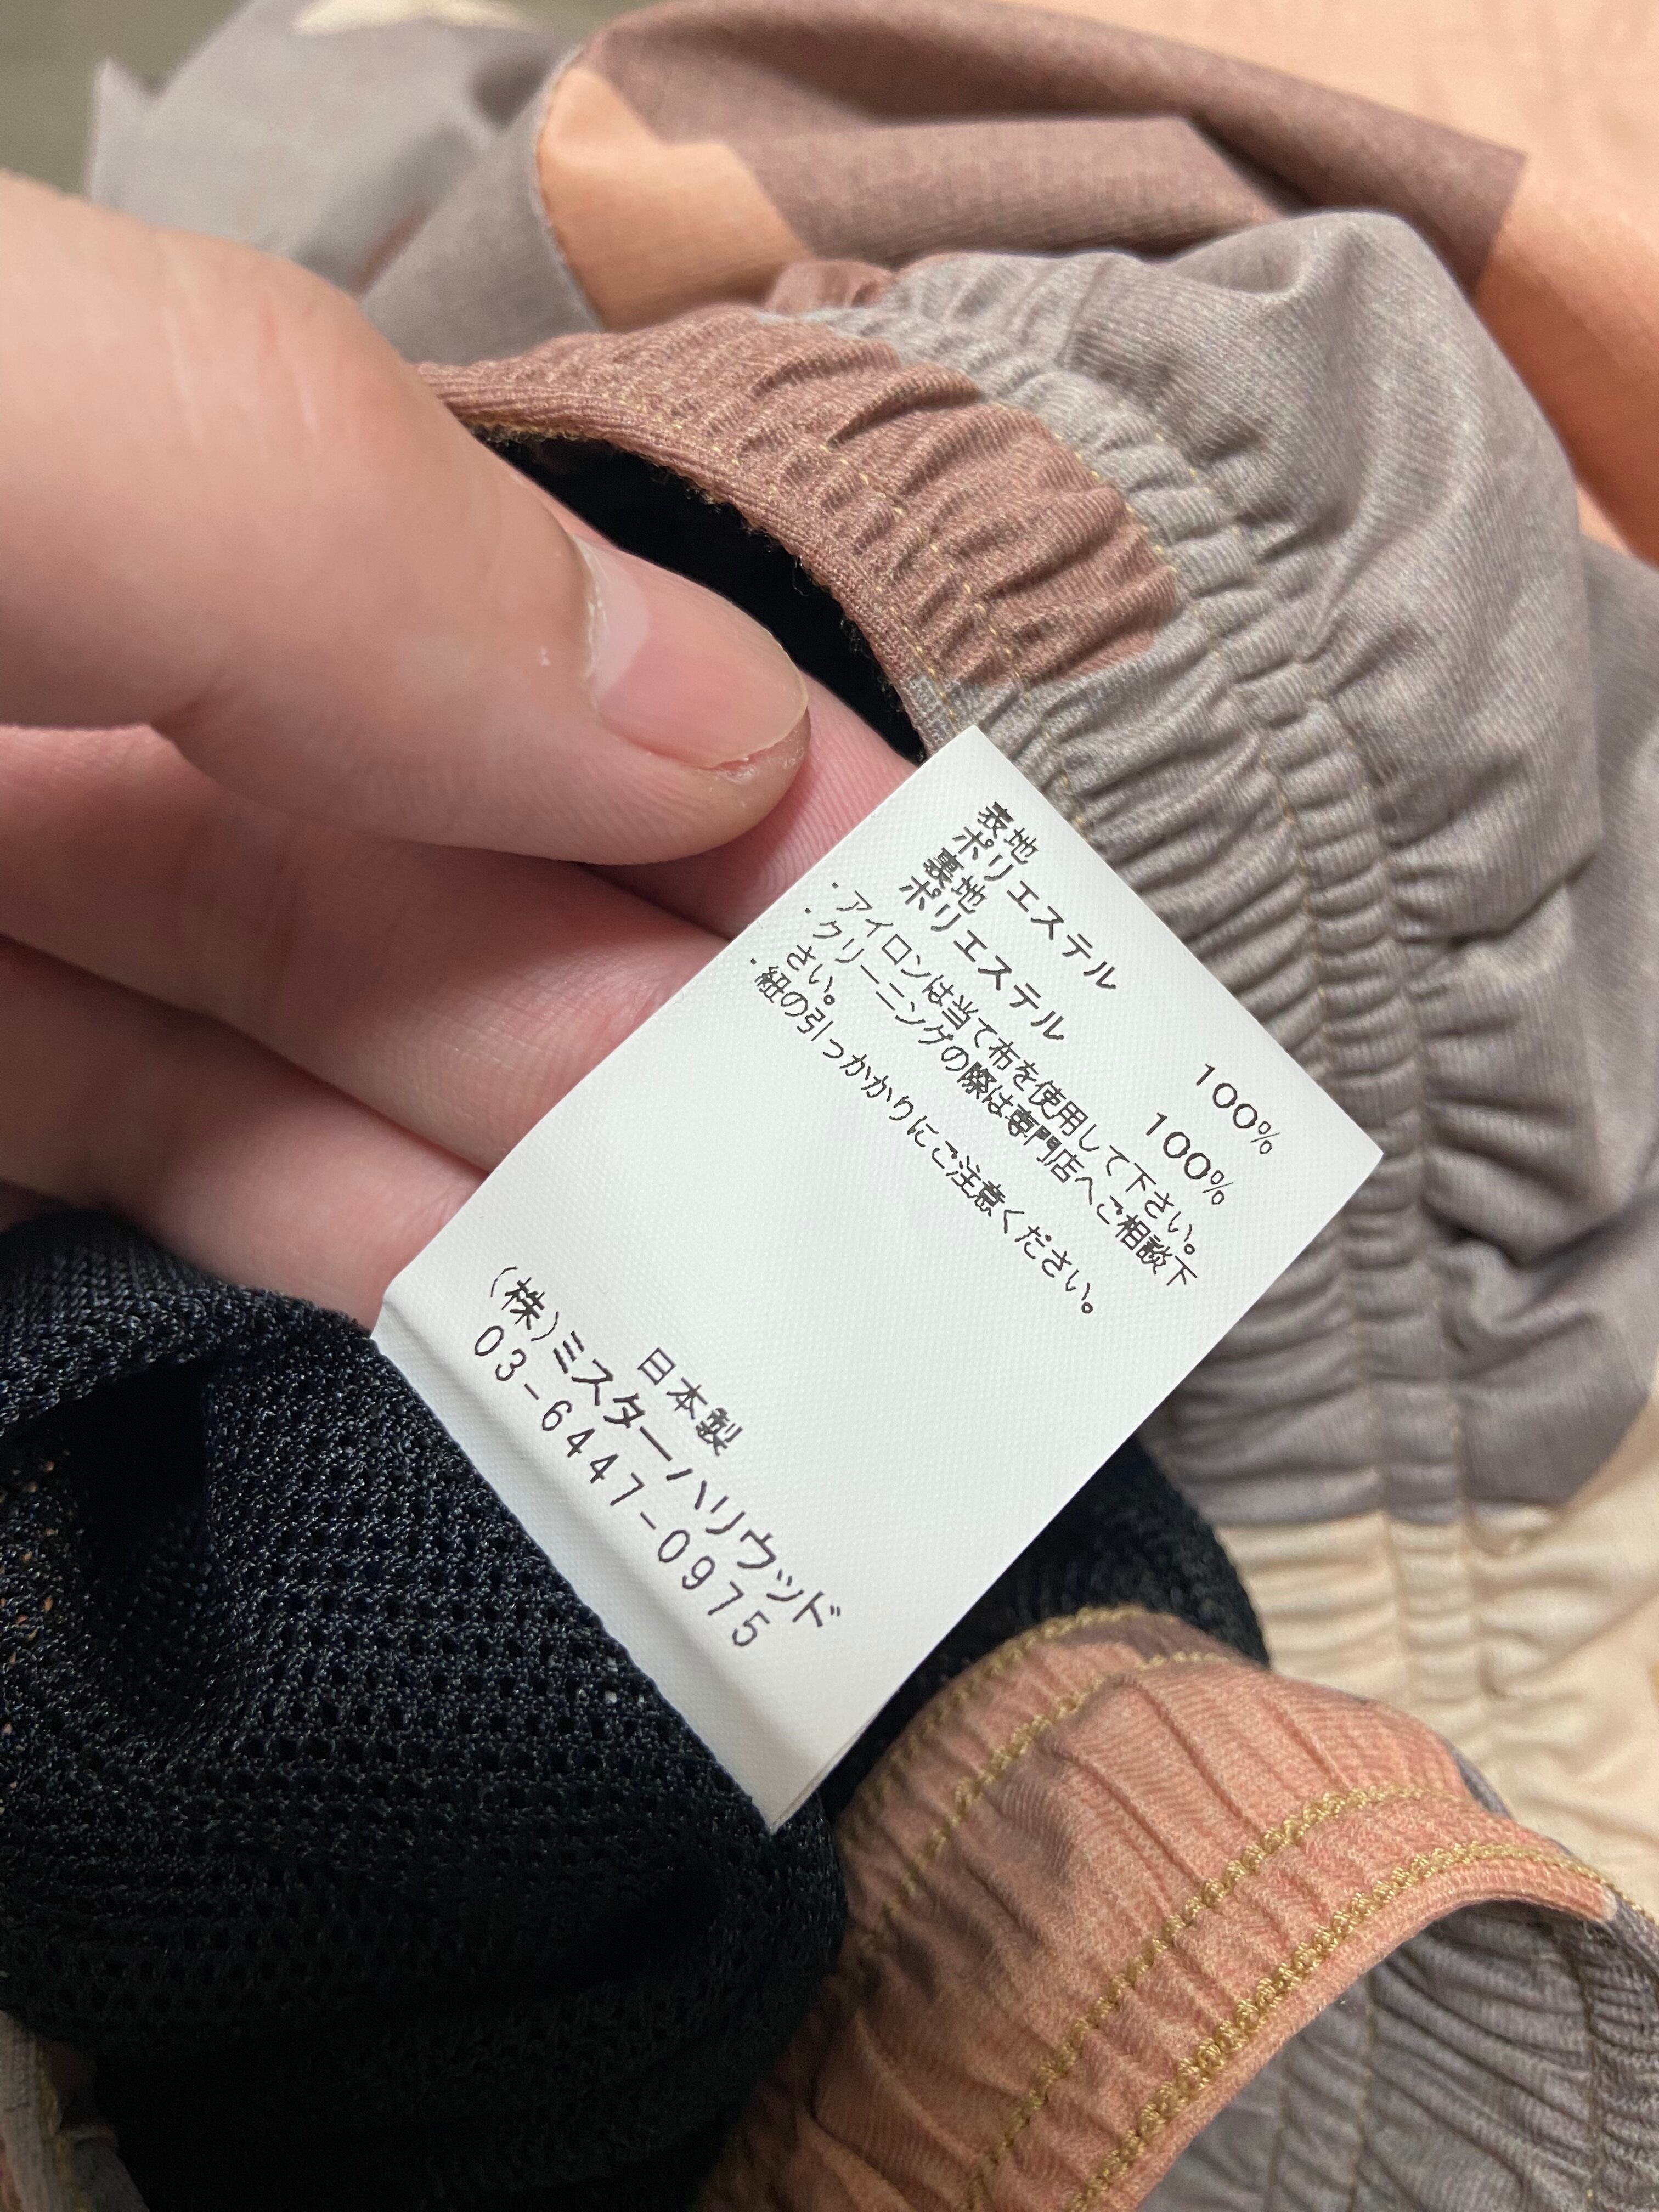 表地
ポリエステル 100%
裏地
ポリエステル 100%
・アイロンは当て布を使用して下さい。
・クリーニングの際は専門店へご相談下
さい。
・紐の引っかかりにご注意ください。
日本製
(株)ミスターハリウッド
03-6447-0975